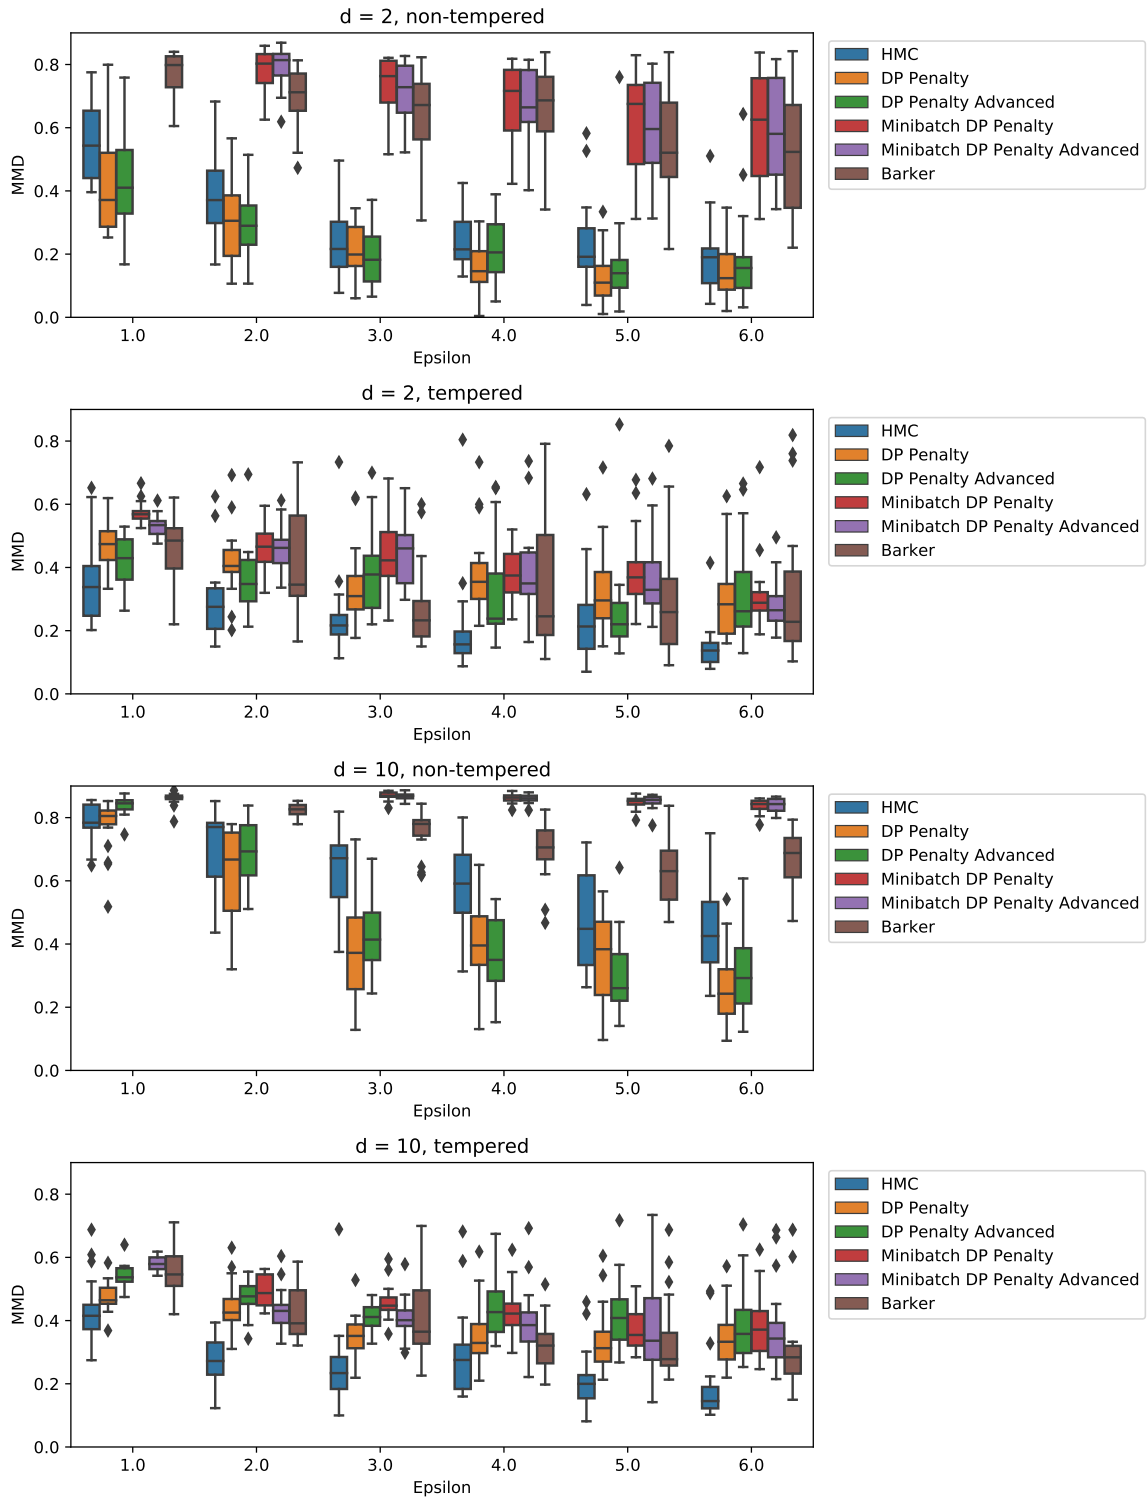 d = 2, non-tempered
MMD
0.8
0.6
0.4
0.2
0.0
1.0 2.0 3.0 4.0 5.0 6.0
Epsilon
HMC
DP Penalty
DP Penalty Advanced
Minibatch DP Penalty
Minibatch DP Penalty Advanced
Barker
d = 2, tempered
MMD
0.8
0.6
0.4
0.2
0.0
1.0 2.0 3.0 4.0 5.0 6.0
Epsilon
HMC
DP Penalty
DP Penalty Advanced
Minibatch DP Penalty
Minibatch DP Penalty Advanced
Barker
d = 10, non-tempered
MMD
0.8
0.6
0.4
0.2
0.0
1.0 2.0 3.0 4.0 5.0 6.0
Epsilon
HMC
DP Penalty
DP Penalty Advanced
Minibatch DP Penalty
Minibatch DP Penalty Advanced
Barker
d = 10, tempered
MMD
0.8
0.6
0.4
0.2
0.0
1.0 2.0 3.0 4.0 5.0 6.0
Epsilon
HMC
DP Penalty
DP Penalty Advanced
Minibatch DP Penalty
Minibatch DP Penalty Advanced
Barker